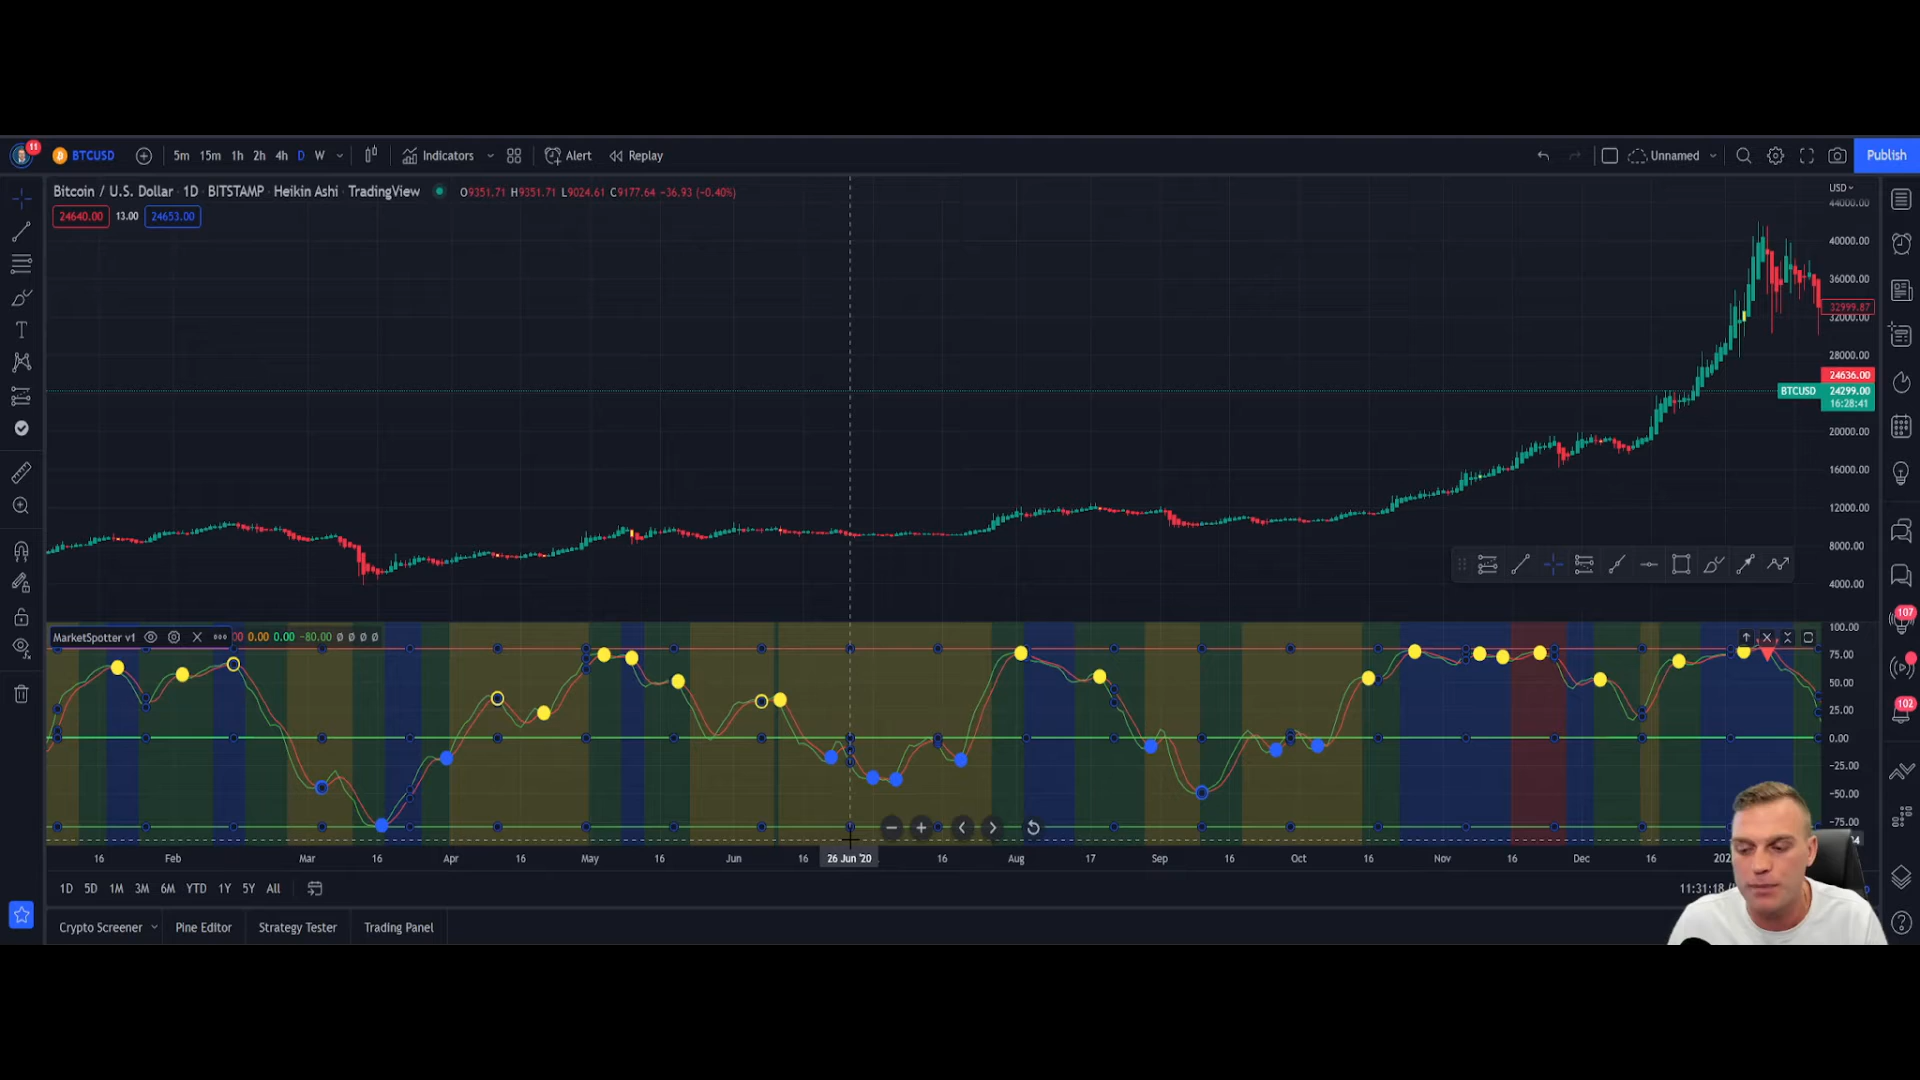 11 BTCUSD 5m 15m 1h 2h 4h D W Indicators Alert Replay Unnamed Publish
Bitcoin / U.S. Dollar · 1D · BITSTAMP · Heikin Ashi · TradingView O9351.71 H9351.71 L9024.61 C9177.64 −36.93 (−0.40%)
24640.00 13.00 24653.00
USD
44000.00
40000.00
36000.00
32999.87
32000.00
28000.00
24636.00
BTCUSD 24299.00
16:28:41
20000.00
16000.00
12000.00
8000.00
4000.00
MarketSpotter v1 0.00 0.00 −80.00 ø ø ø ø
100.00
75.00
50.00
25.00
0.00
−25.00
−50.00
−75.00
107
102
16 Feb Mar 16 Apr 16 May 16 Jun 16 26 Jun '20 16 Aug 17 Sep 16 Oct 16 Nov 16 Dec 16
1D 5D 1M 3M 6M YTD 1Y 5Y All 11:31:18
Crypto Screener Pine Editor Strategy Tester Trading Panel